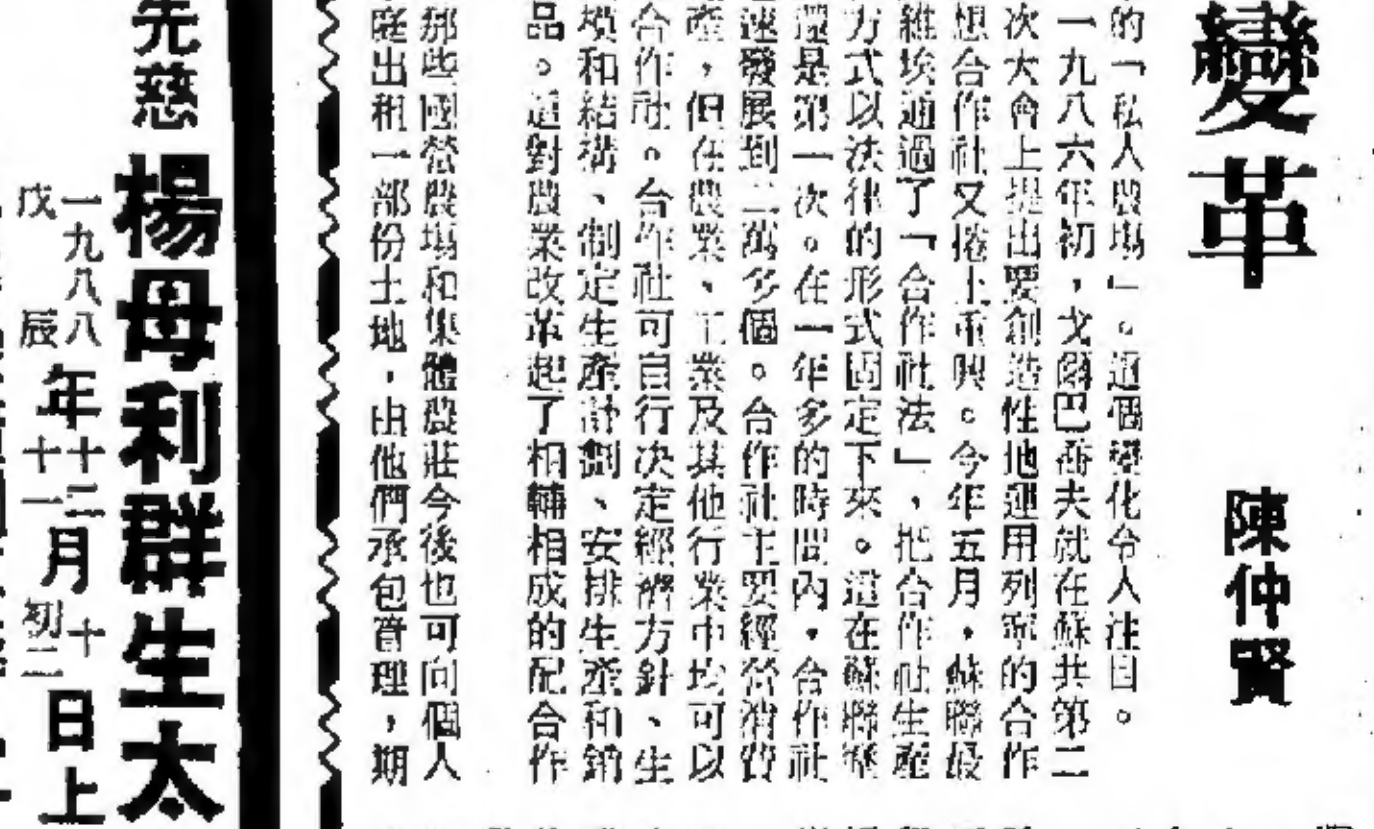 變革
陳仲賢
的「私人農場」。這個變化令人注目。
一九八六年初，戈爾巴喬夫就在蘇共第二
次大會上提出要創造性地運用列寧的合作
想合作社又捲土重興。今年五月，蘇聯最
維埃通過了「合作社法」，把合作社生產
方式以法律的形式固定下來。這在蘇聯歷
還是第一次。在一年多的時間內，合作社
速發展到二萬多個。合作社主要經營消費
產，但在農業、工業及其他行業中均可以
合作社。合作社可自行決定經濟方針、生
模和結構、制定生產計劃、安排生產和銷
品。這對農業改革起了相輔相成的配合作
那些國營農場和集體農莊今後也可向個人
庭出租一部份土地，由他們承包管理，期
先慈楊母利群生太
一九八八年十二月十日上
戊辰年十一月初二日